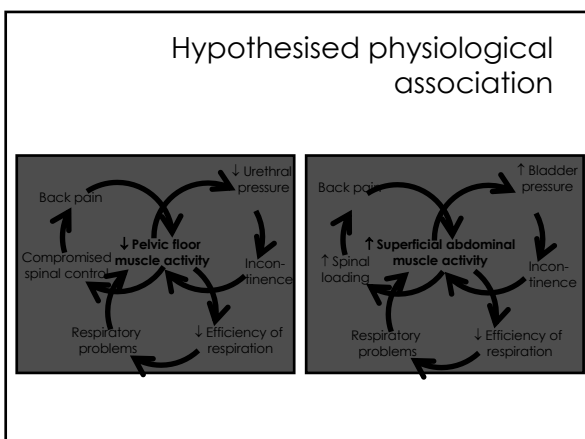 Hypothesised physiological
association
↓ Urethral
pressure
Back pain
↓ Pelvic floor
muscle activity
Compromised
spinal control
Incon-
tinence
Respiratory
problems
↓ Efficiency of
respiration
↑ Bladder
pressure
Back pain
↑ Superficial abdominal
muscle activity
↑ Spinal
loading
Incon-
tinence
Respiratory
problems
↓ Efficiency of
respiration